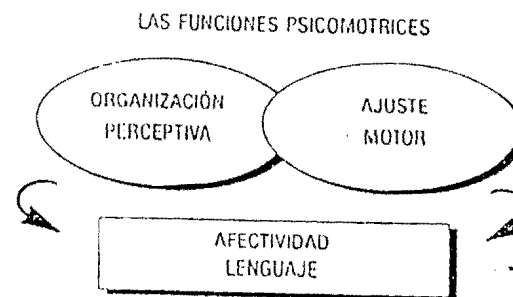 LAS FUNCIONES PSICOMOTRICES
ORGANIZACIÓN
PERCEPTIVA
AJUSTE
MOTOR
AFECTIVIDAD
LENGUAJE